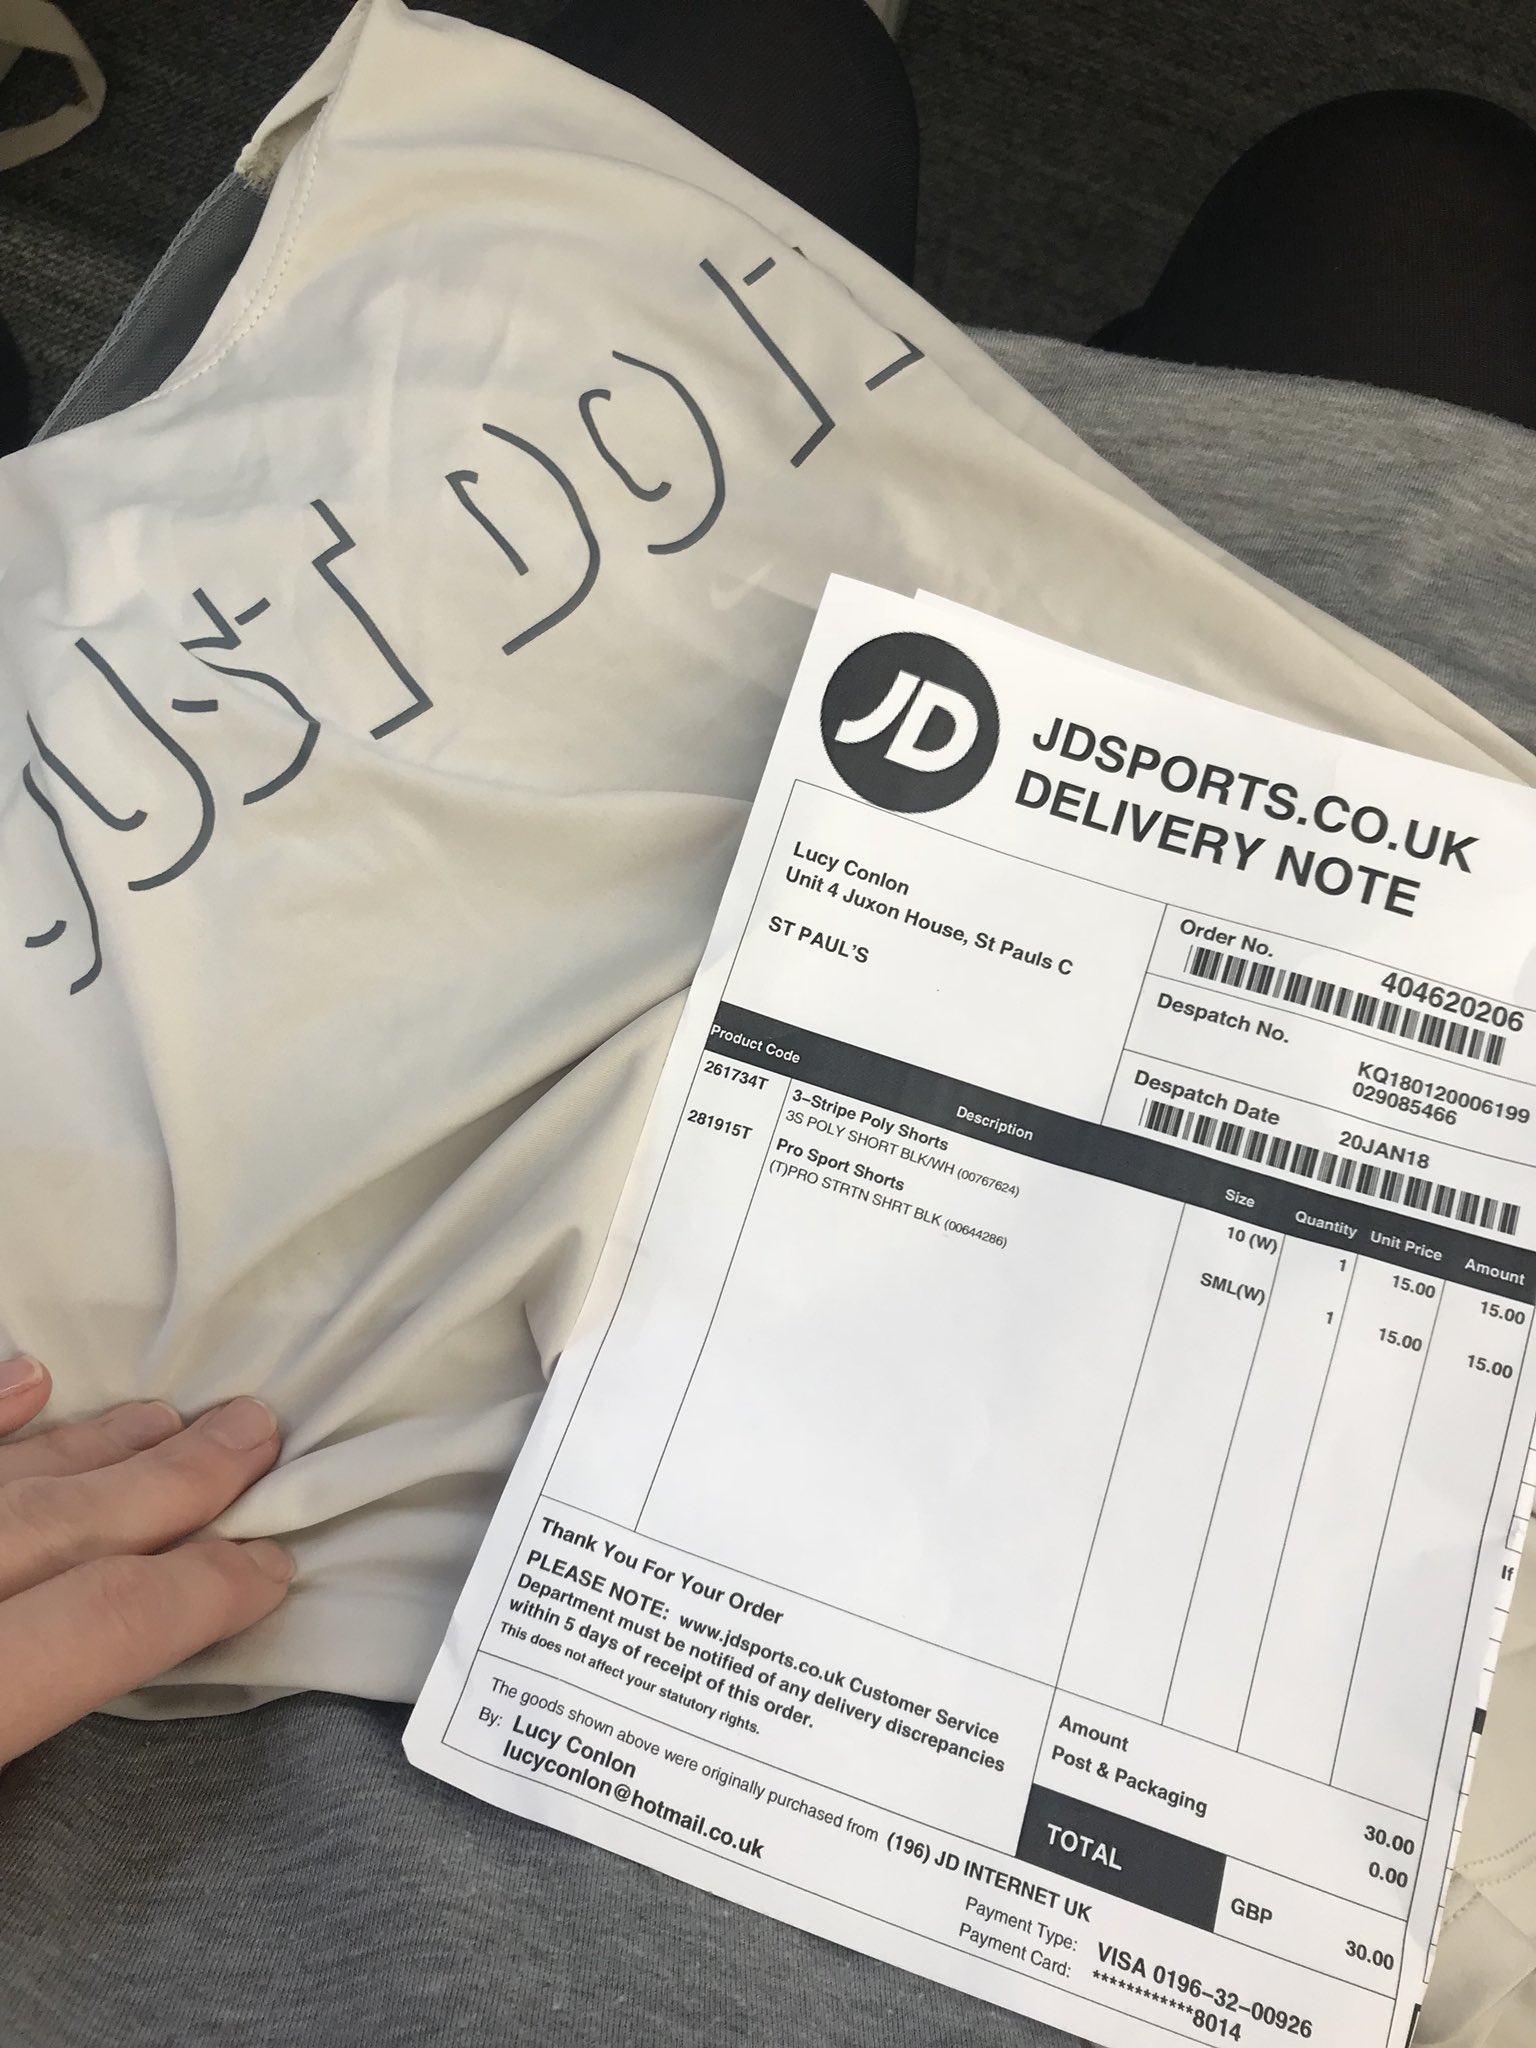 JUST DO IT
JD
JDSPORTS.CO.UK
DELIVERY NOTE
Lucy Conlon
Unit 4 Juxon House, St Pauls C
ST PAUL'S
Order No.
404620206
Despatch No.
KQ180120006199
029085466
Despatch Date
20JAN18
Product Code Description Size Quantity Unit Price Amount
261734T 3-Stripe Poly Shorts 10 (W) 1 15.00 15.00
3S POLY SHORT BLK/WH (00767624)
281915T Pro Sport Shorts SML(W) 1 15.00 15.00
(T)PRO STRTN SHRT BLK (00644286)
Thank You For Your Order
PLEASE NOTE: www.jdsports.co.uk Customer Service
Department must be notified of any delivery discrepancies
within 5 days of receipt of this order.
This does not affect your statutory rights.
Amount 30.00
Post & Packaging 0.00
TOTAL GBP 30.00
The goods shown above were originally purchased from (196) JD INTERNET UK
By: Lucy Conlon
lucyconlon@hotmail.co.uk
Payment Type: VISA 0196-32-00926
Payment Card: ************8014
If